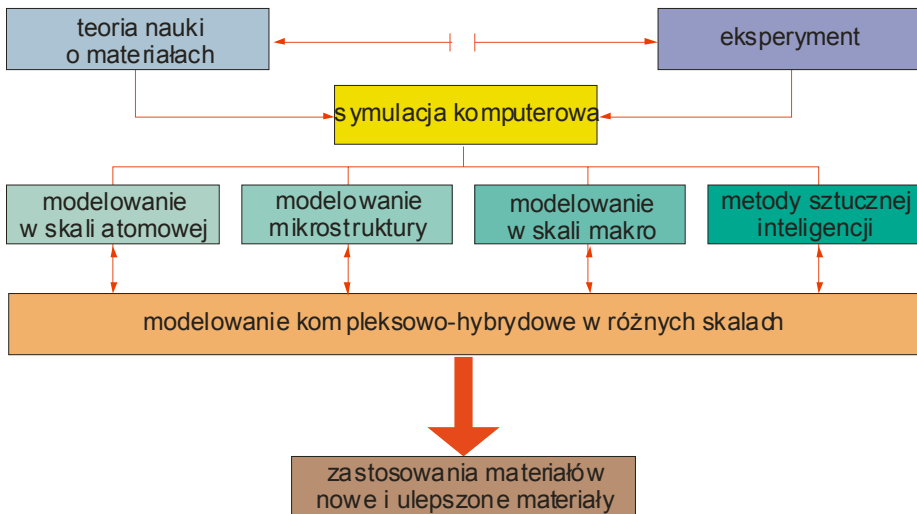 teoria nauki
o materiałach
eksperyment
symulacja komputerowa
modelowanie
w skali atomowej
modelowanie
mikrostruktury
modelowanie
w skali makro
metody sztucznej
inteligencji
modelowanie kompleksowo-hybrydowe w różnych skalach
zastosowania materiałów
nowe i ulepszone materiały